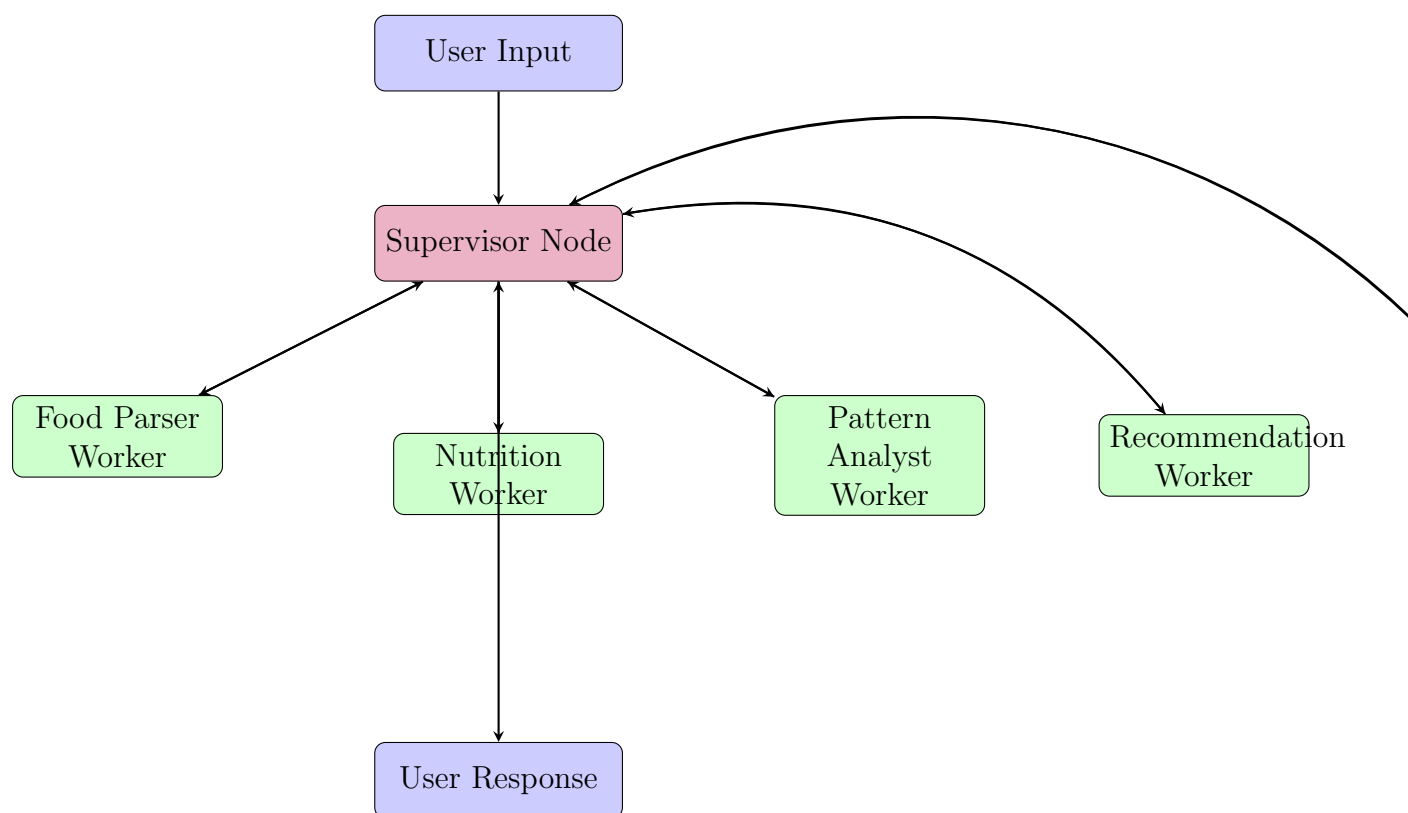 User Input
Supervisor Node
Food Parser
Worker
Nutrition
Worker
Pattern
Analyst
Worker
Recommendation
Worker
User Response